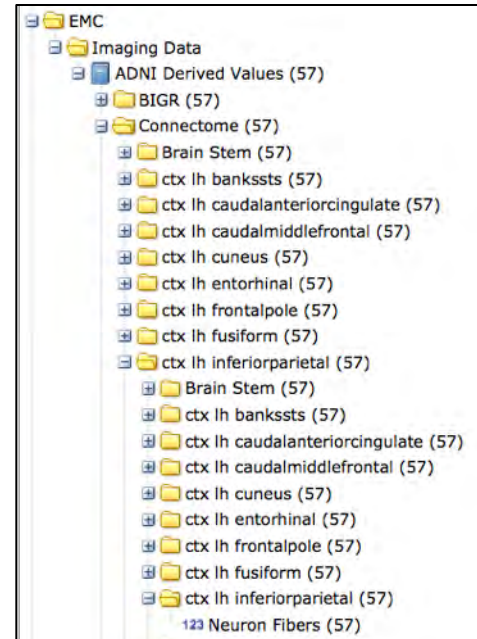 EMC
Imaging Data
ADNI Derived Values (57)
BIGR (57)
Connectome (57)
Brain Stem (57)
ctx lh bankssts (57)
ctx lh caudalanteriorcingulate (57)
ctx lh caudalmiddlefrontal (57)
ctx lh cuneus (57)
ctx lh entorhinal (57)
ctx lh frontalpole (57)
ctx lh fusiform (57)
ctx lh inferiorparietal (57)
Brain Stem (57)
ctx lh bankssts (57)
ctx lh caudalanteriorcingulate (57)
ctx lh caudalmiddlefrontal (57)
ctx lh cuneus (57)
ctx lh entorhinal (57)
ctx lh frontalpole (57)
ctx lh fusiform (57)
ctx lh inferiorparietal (57)
123 Neuron Fibers (57)